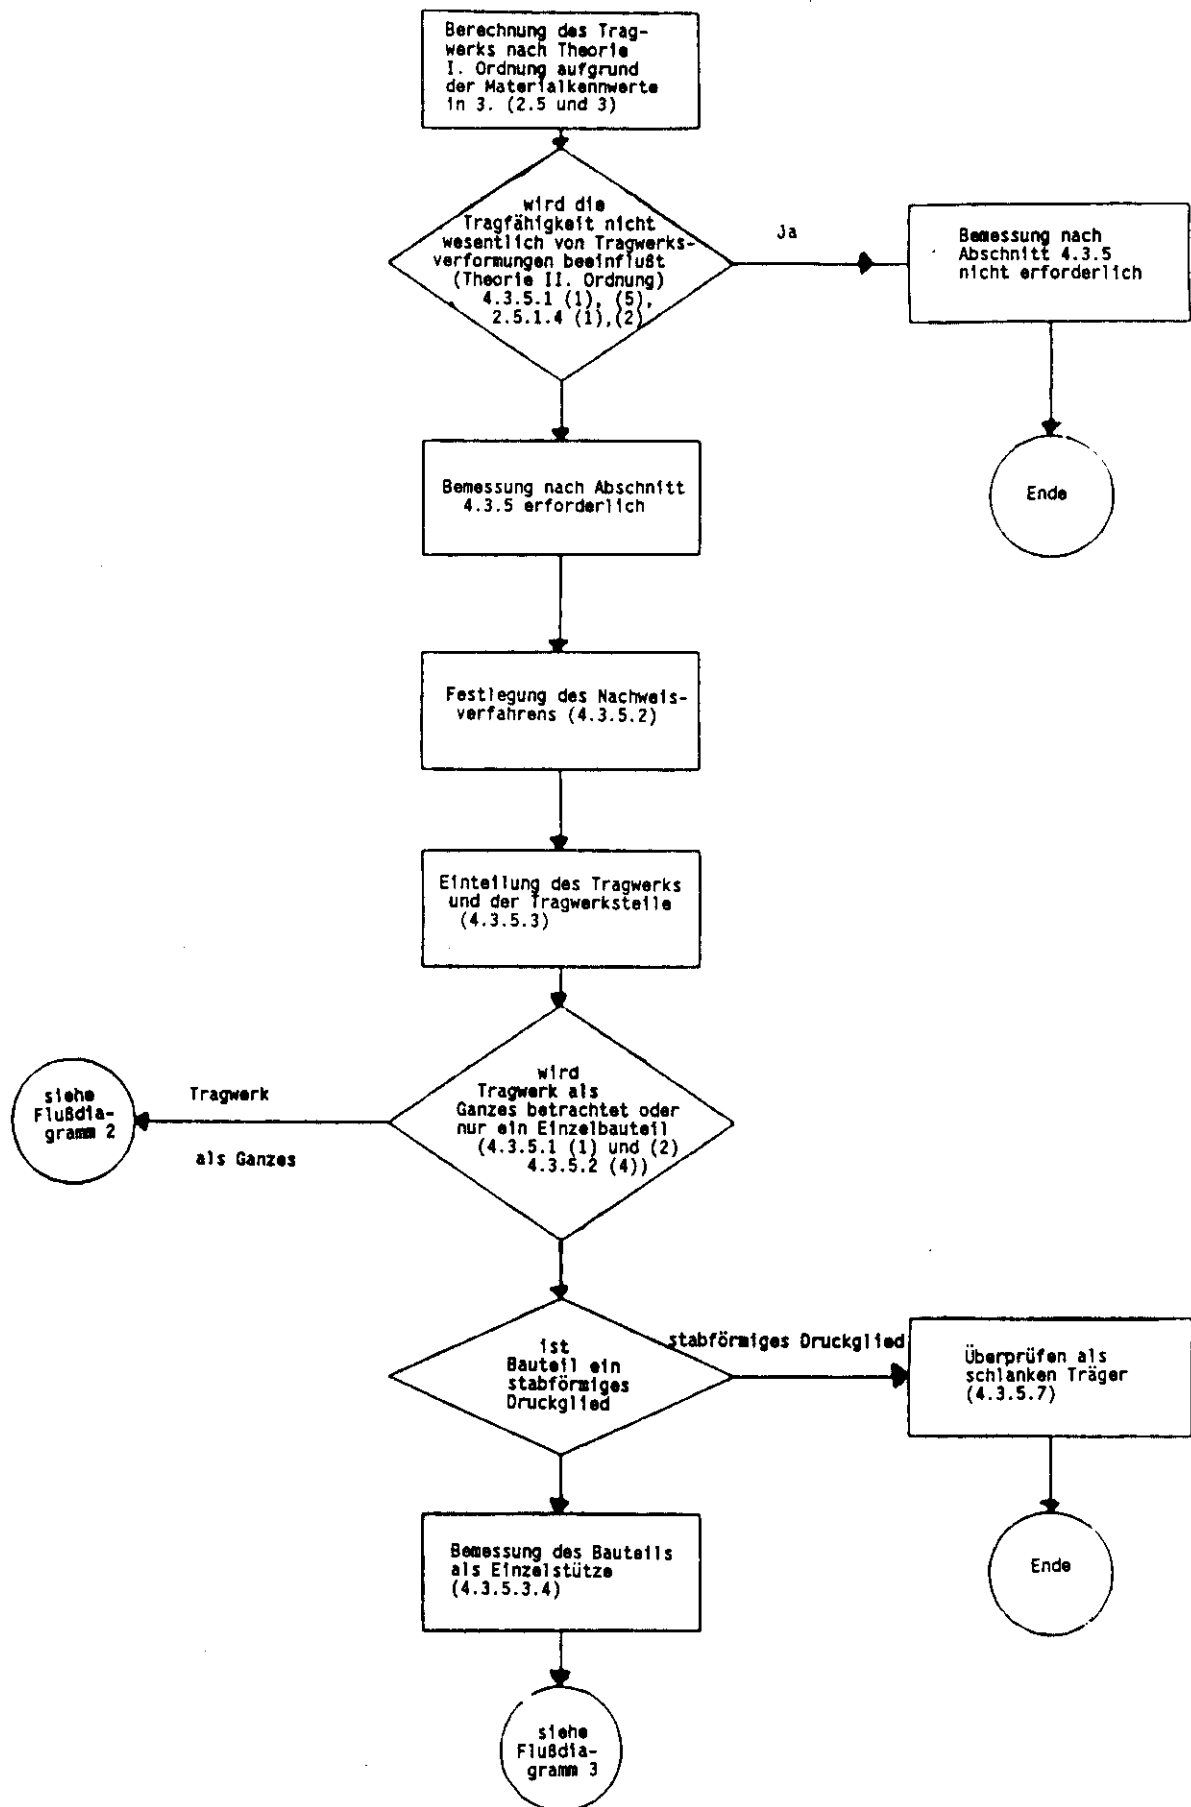 Berechnung des Trag-
werks nach Theorie
I. Ordnung aufgrund
der Materialkennwerte
in 3. (2.5 und 3)
wird die
Tragfähigkeit nicht
wesentlich von Tragwerks-
verformungen beeinflußt
(Theorie II. Ordnung)
4.3.5.1 (1), (5),
2.5.1.4 (1),(2)
Ja
Bemessung nach
Abschnitt 4.3.5
nicht erforderlich
Ende
Bemessung nach Abschnitt
4.3.5 erforderlich
Festlegung des Nachweis-
verfahrens (4.3.5.2)
Einteilung des Tragwerks
und der Tragwerksteile
(4.3.5.3)
wird
Tragwerk als
Ganzes betrachtet oder
nur ein Einzelbauteil
(4.3.5.1 (1) und (2)
4.3.5.2 (4))
Tragwerk
als Ganzes
siehe
Flußdia-
gramm 2
ist
Bauteil ein
stabförmiges
Druckglied
stabförmiges Druckglied
Überprüfen als
schlanken Träger
(4.3.5.7)
Ende
Bemessung des Bauteils
als Einzelstütze
(4.3.5.3.4)
siehe
Flußdia-
gramm 3